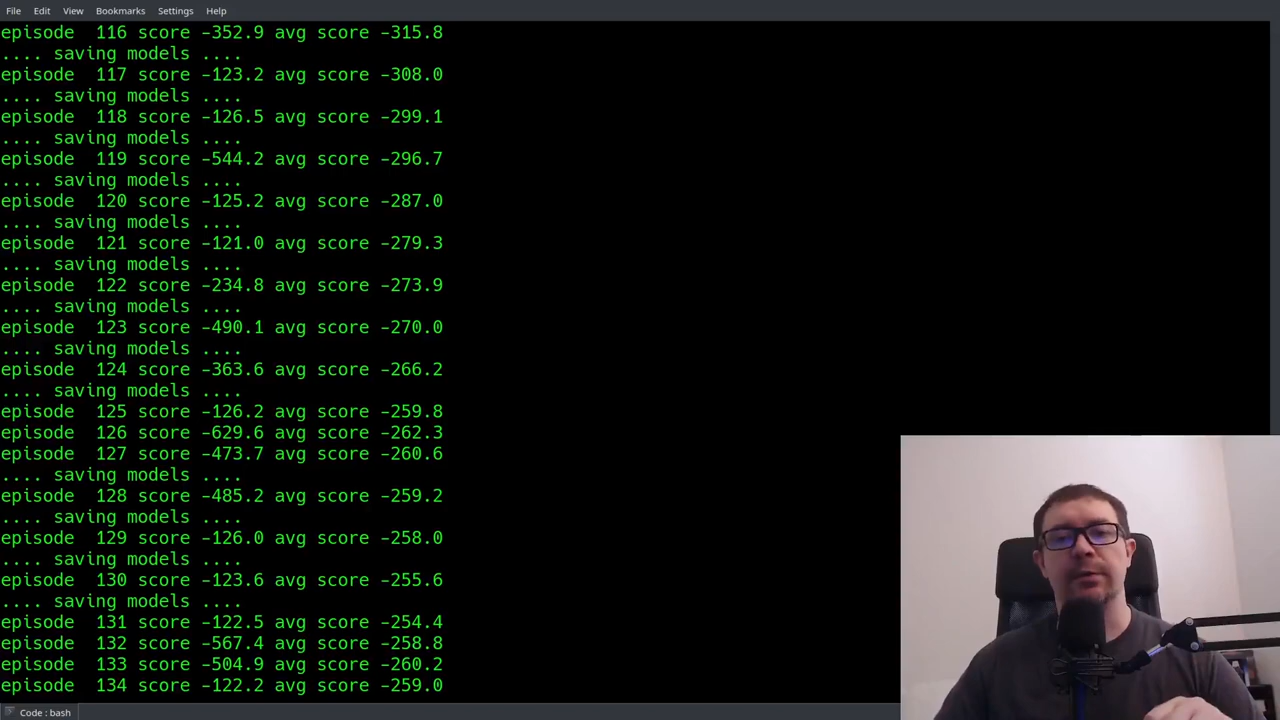 File Edit View Bookmarks Settings Help
episode  116 score -352.9 avg score -315.8
.... saving models ....
episode  117 score -123.2 avg score -308.0
.... saving models ....
episode  118 score -126.5 avg score -299.1
.... saving models ....
episode  119 score -544.2 avg score -296.7
.... saving models ....
episode  120 score -125.2 avg score -287.0
.... saving models ....
episode  121 score -121.0 avg score -279.3
.... saving models ....
episode  122 score -234.8 avg score -273.9
.... saving models ....
episode  123 score -490.1 avg score -270.0
.... saving models ....
episode  124 score -363.6 avg score -266.2
.... saving models ....
episode  125 score -126.2 avg score -259.8
episode  126 score -629.6 avg score -262.3
episode  127 score -473.7 avg score -260.6
.... saving models ....
episode  128 score -485.2 avg score -259.2
.... saving models ....
episode  129 score -126.0 avg score -258.0
.... saving models ....
episode  130 score -123.6 avg score -255.6
.... saving models ....
episode  131 score -122.5 avg score -254.4
episode  132 score -567.4 avg score -258.8
episode  133 score -504.9 avg score -260.2
episode  134 score -122.2 avg score -259.0
Code : bash